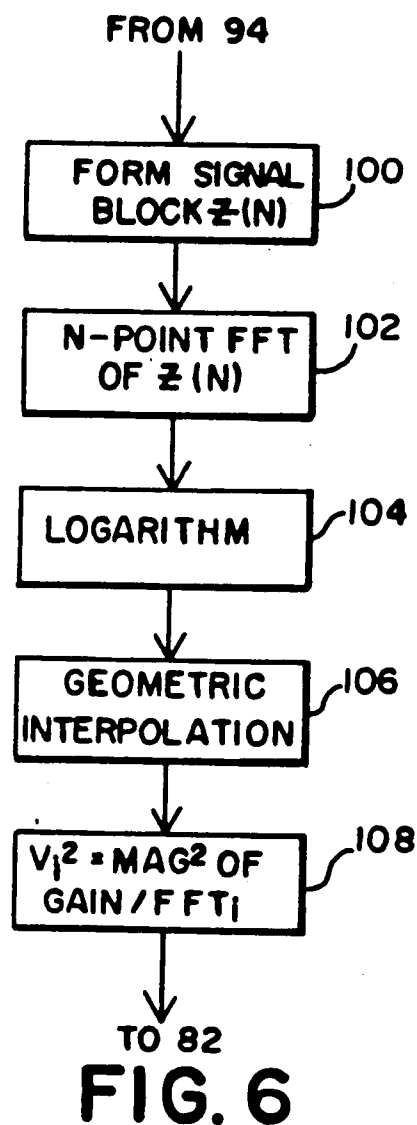 FROM 94
FORM SIGNAL
BLOCK Z(N)
100
N-POINT FFT
OF Z(N)
102
LOGARITHM
104
GEOMETRIC
INTERPOLATION
106
Vi² = MAG² OF
GAIN/FFTi
108
TO 82
FIG. 6